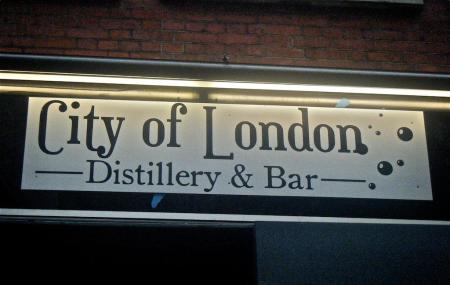 City of London
Distillery & Bar